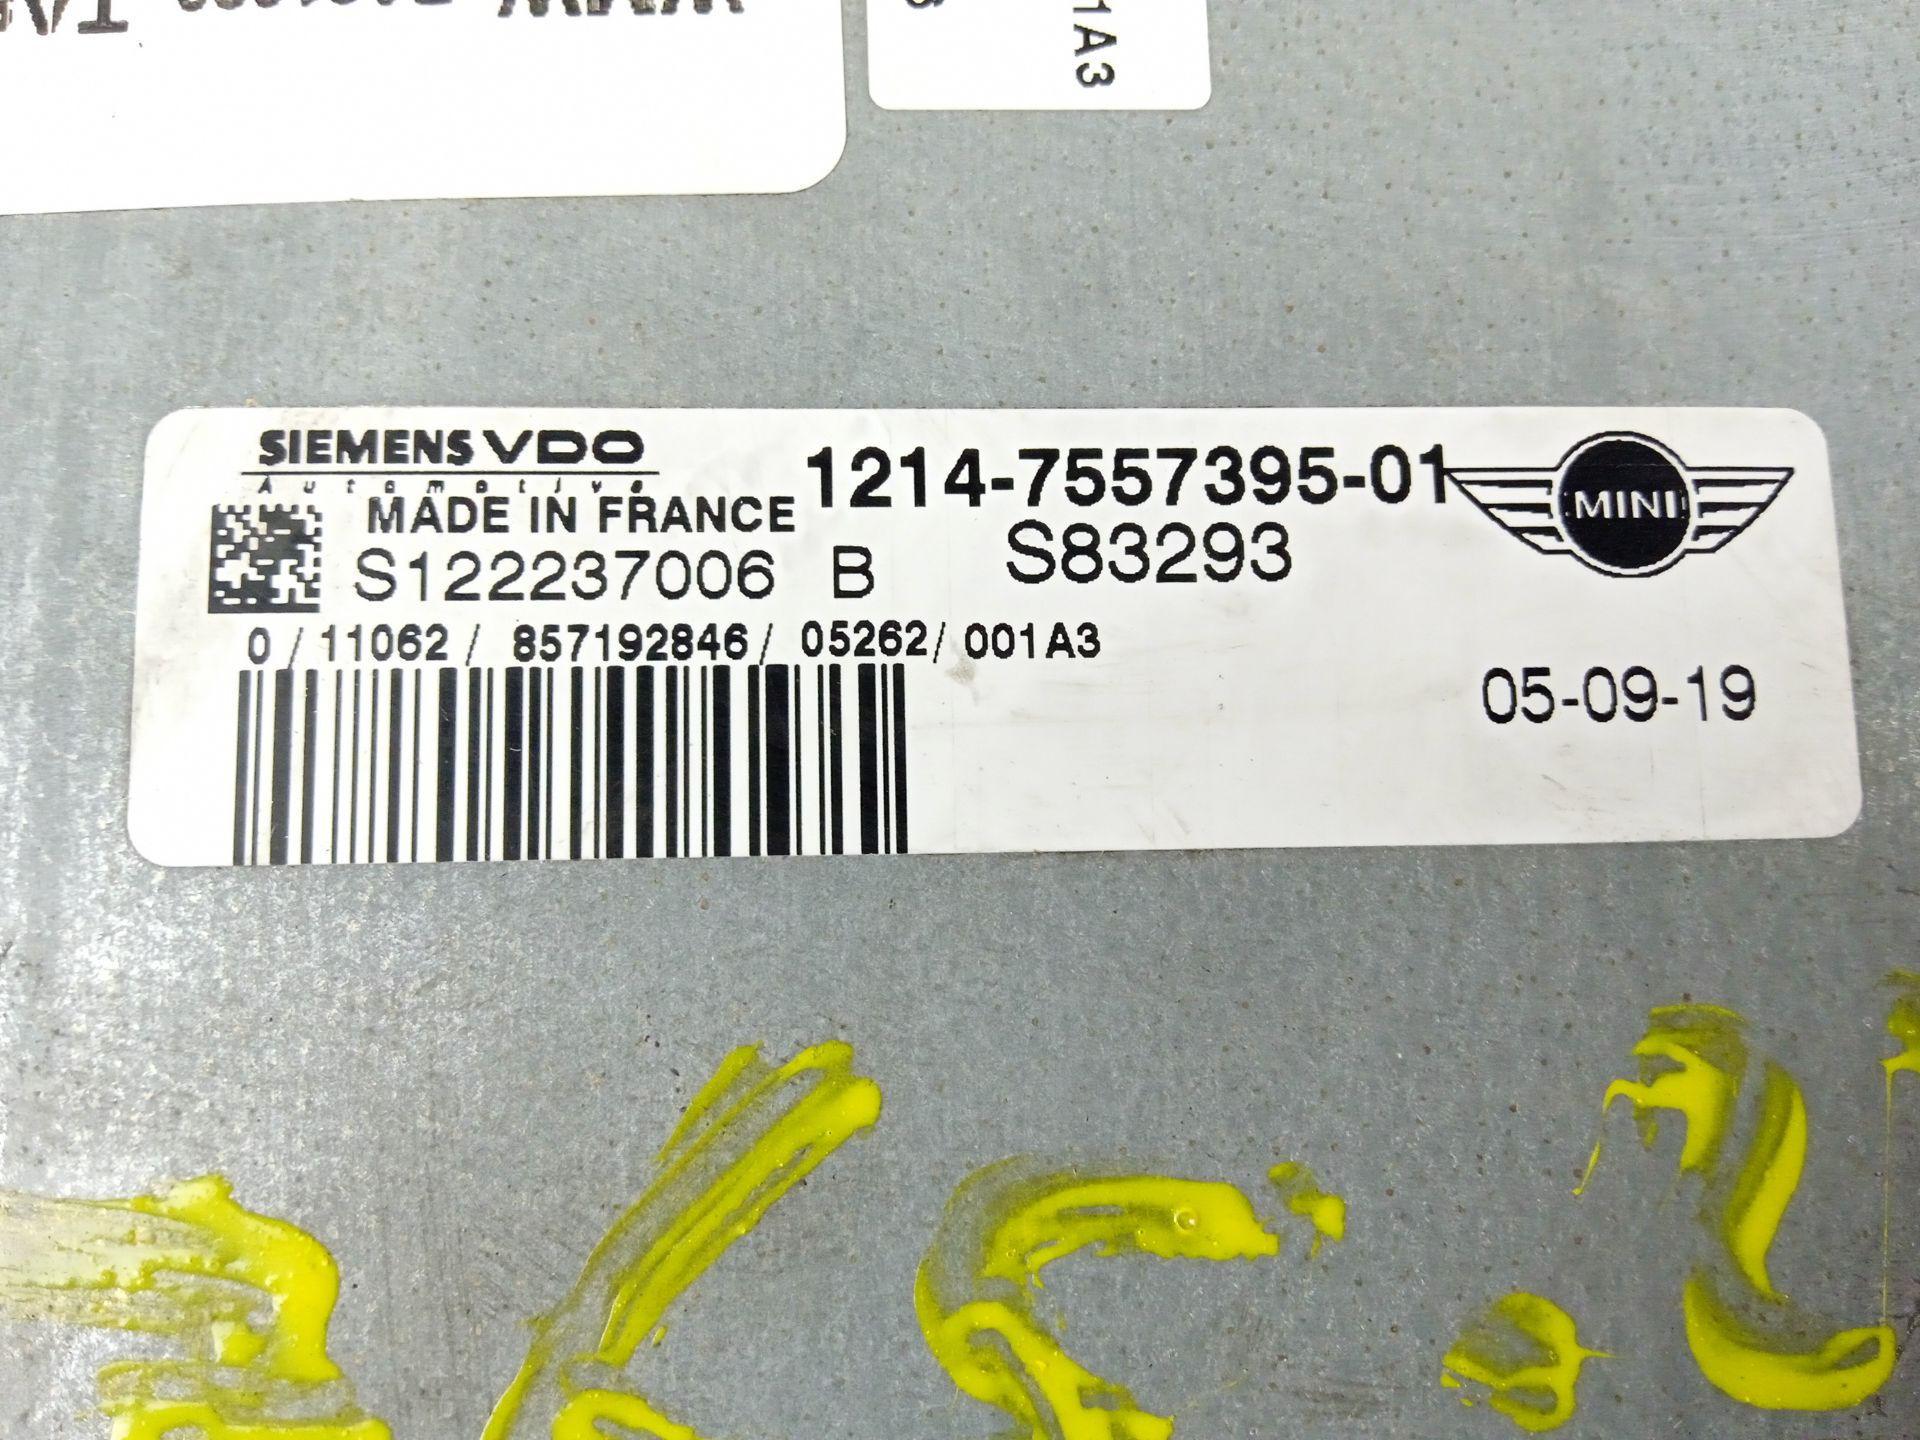 1A3
SIEMENS VDO
Automotive
MADE IN FRANCE
1214-7557395-01
MINI
S122237006 B
S83293
0/11062/857192846/05262/001A3
05-09-19